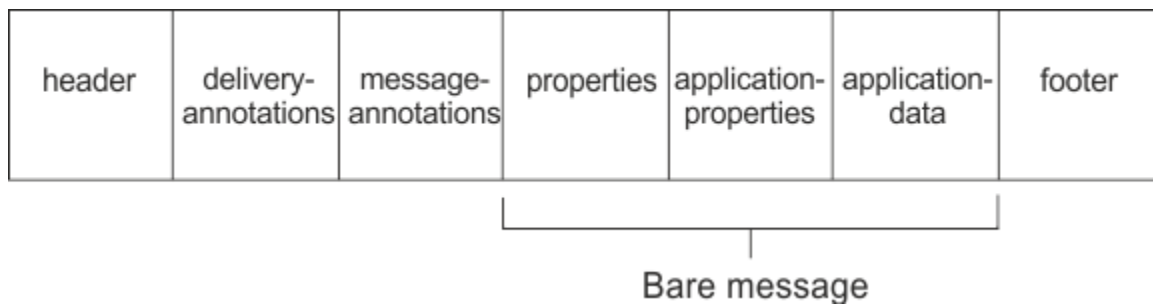 header
delivery-
annotations
message-
annotations
properties
application-
properties
application-
data
footer
Bare message